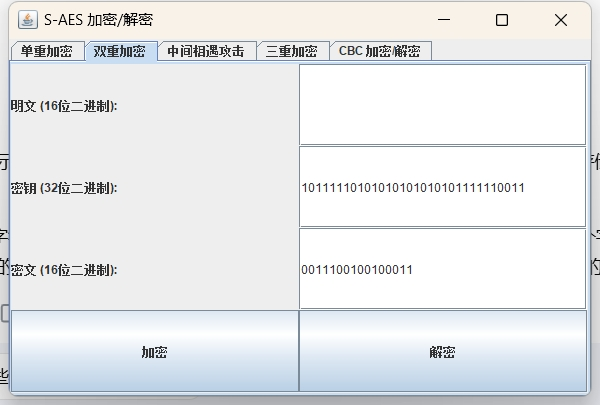 S-AES 加密/解密
单重加密 双重加密 中间相遇攻击 三重加密 CBC 加密/解密
明文 (16位二进制):
密钥 (32位二进制): 10111110101010101010101111110011
密文 (16位二进制): 0011100100100011
加密 解密